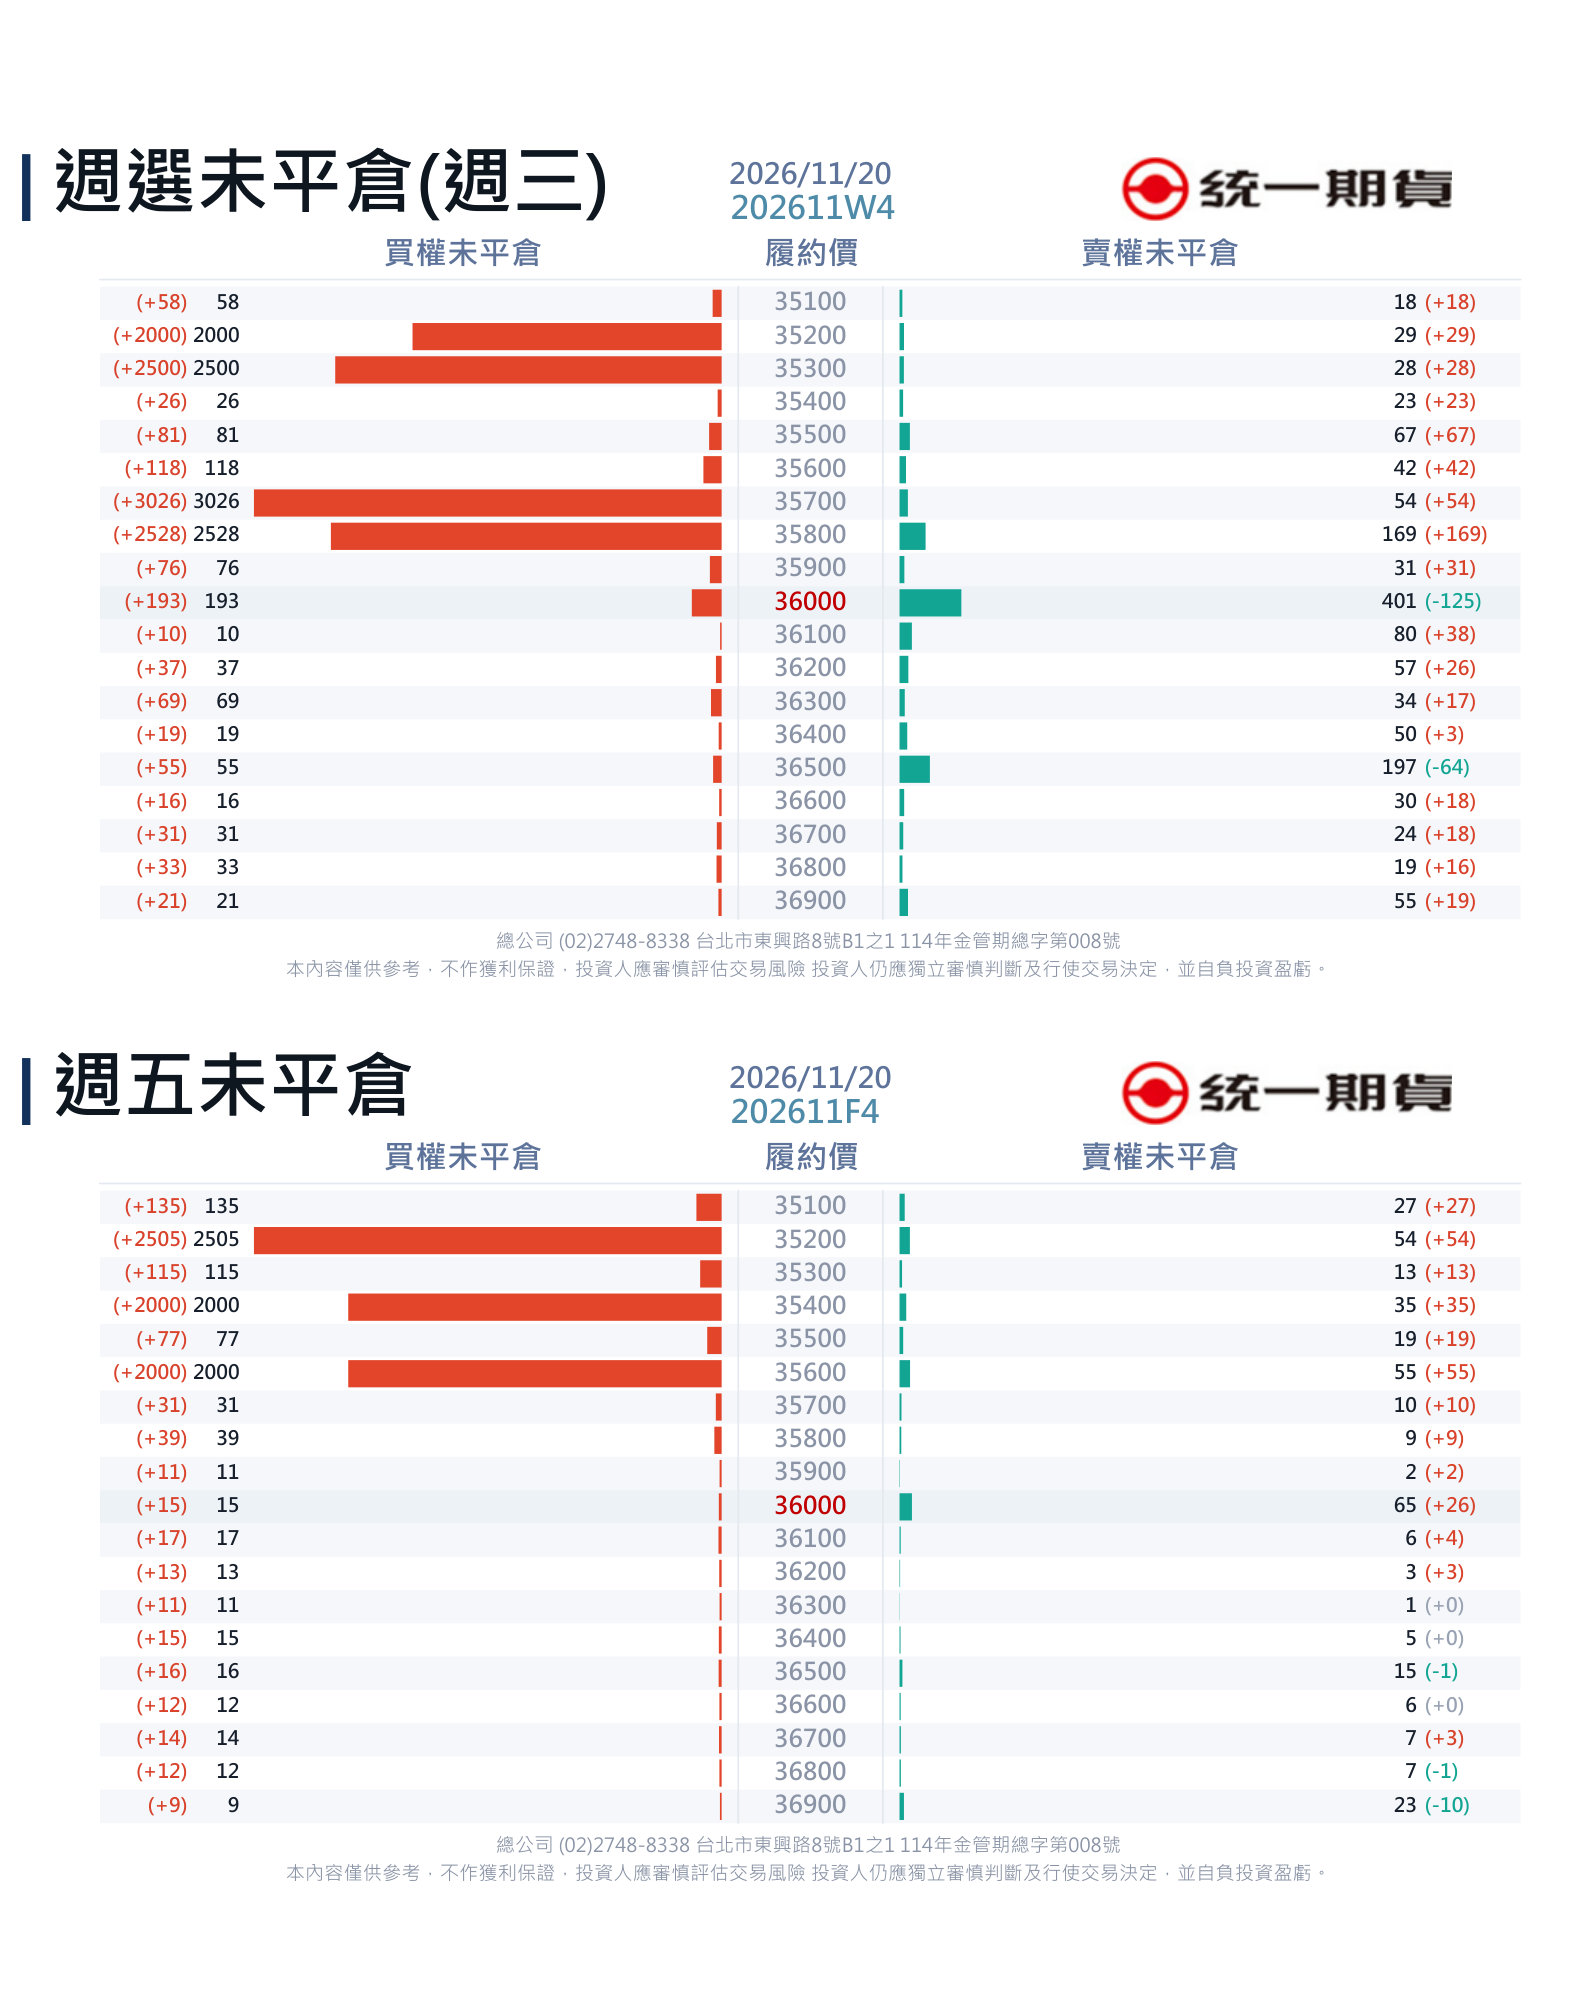 週選未平倉(週三)
2026/11/20
202611W4
統一期貨
買權未平倉 履約價 賣權未平倉
(+58) 58 35100 18 (+18)
(+2000) 2000 35200 29 (+29)
(+2500) 2500 35300 28 (+28)
(+26) 26 35400 23 (+23)
(+81) 81 35500 67 (+67)
(+118) 118 35600 42 (+42)
(+3026) 3026 35700 54 (+54)
(+2528) 2528 35800 169 (+169)
(+76) 76 35900 31 (+31)
(+193) 193 36000 401 (-125)
(+10) 10 36100 80 (+38)
(+37) 37 36200 57 (+26)
(+69) 69 36300 34 (+17)
(+19) 19 36400 50 (+3)
(+55) 55 36500 197 (-64)
(+16) 16 36600 30 (+18)
(+31) 31 36700 24 (+18)
(+33) 33 36800 19 (+16)
(+21) 21 36900 55 (+19)
總公司 (02)2748-8338 台北市東興路8號B1之1 114年金管期總字第008號
本內容僅供參考﹐不作獲利保證﹐投資人應審慎評估交易風險 投資人仍應獨立審慎判斷及行使交易決定﹐並自負投資盈虧。
週五未平倉
2026/11/20
202611F4
統一期貨
買權未平倉 履約價 賣權未平倉
(+135) 135 35100 27 (+27)
(+2505) 2505 35200 54 (+54)
(+115) 115 35300 13 (+13)
(+2000) 2000 35400 35 (+35)
(+77) 77 35500 19 (+19)
(+2000) 2000 35600 55 (+55)
(+31) 31 35700 10 (+10)
(+39) 39 35800 9 (+9)
(+11) 11 35900 2 (+2)
(+15) 15 36000 65 (+26)
(+17) 17 36100 6 (+4)
(+13) 13 36200 3 (+3)
(+11) 11 36300 1 (+0)
(+15) 15 36400 5 (+0)
(+16) 16 36500 15 (-1)
(+12) 12 36600 6 (+0)
(+14) 14 36700 7 (+3)
(+12) 12 36800 7 (-1)
(+9) 9 36900 23 (-10)
總公司 (02)2748-8338 台北市東興路8號B1之1 114年金管期總字第008號
本內容僅供參考﹐不作獲利保證﹐投資人應審慎評估交易風險 投資人仍應獨立審慎判斷及行使交易決定﹐並自負投資盈虧。